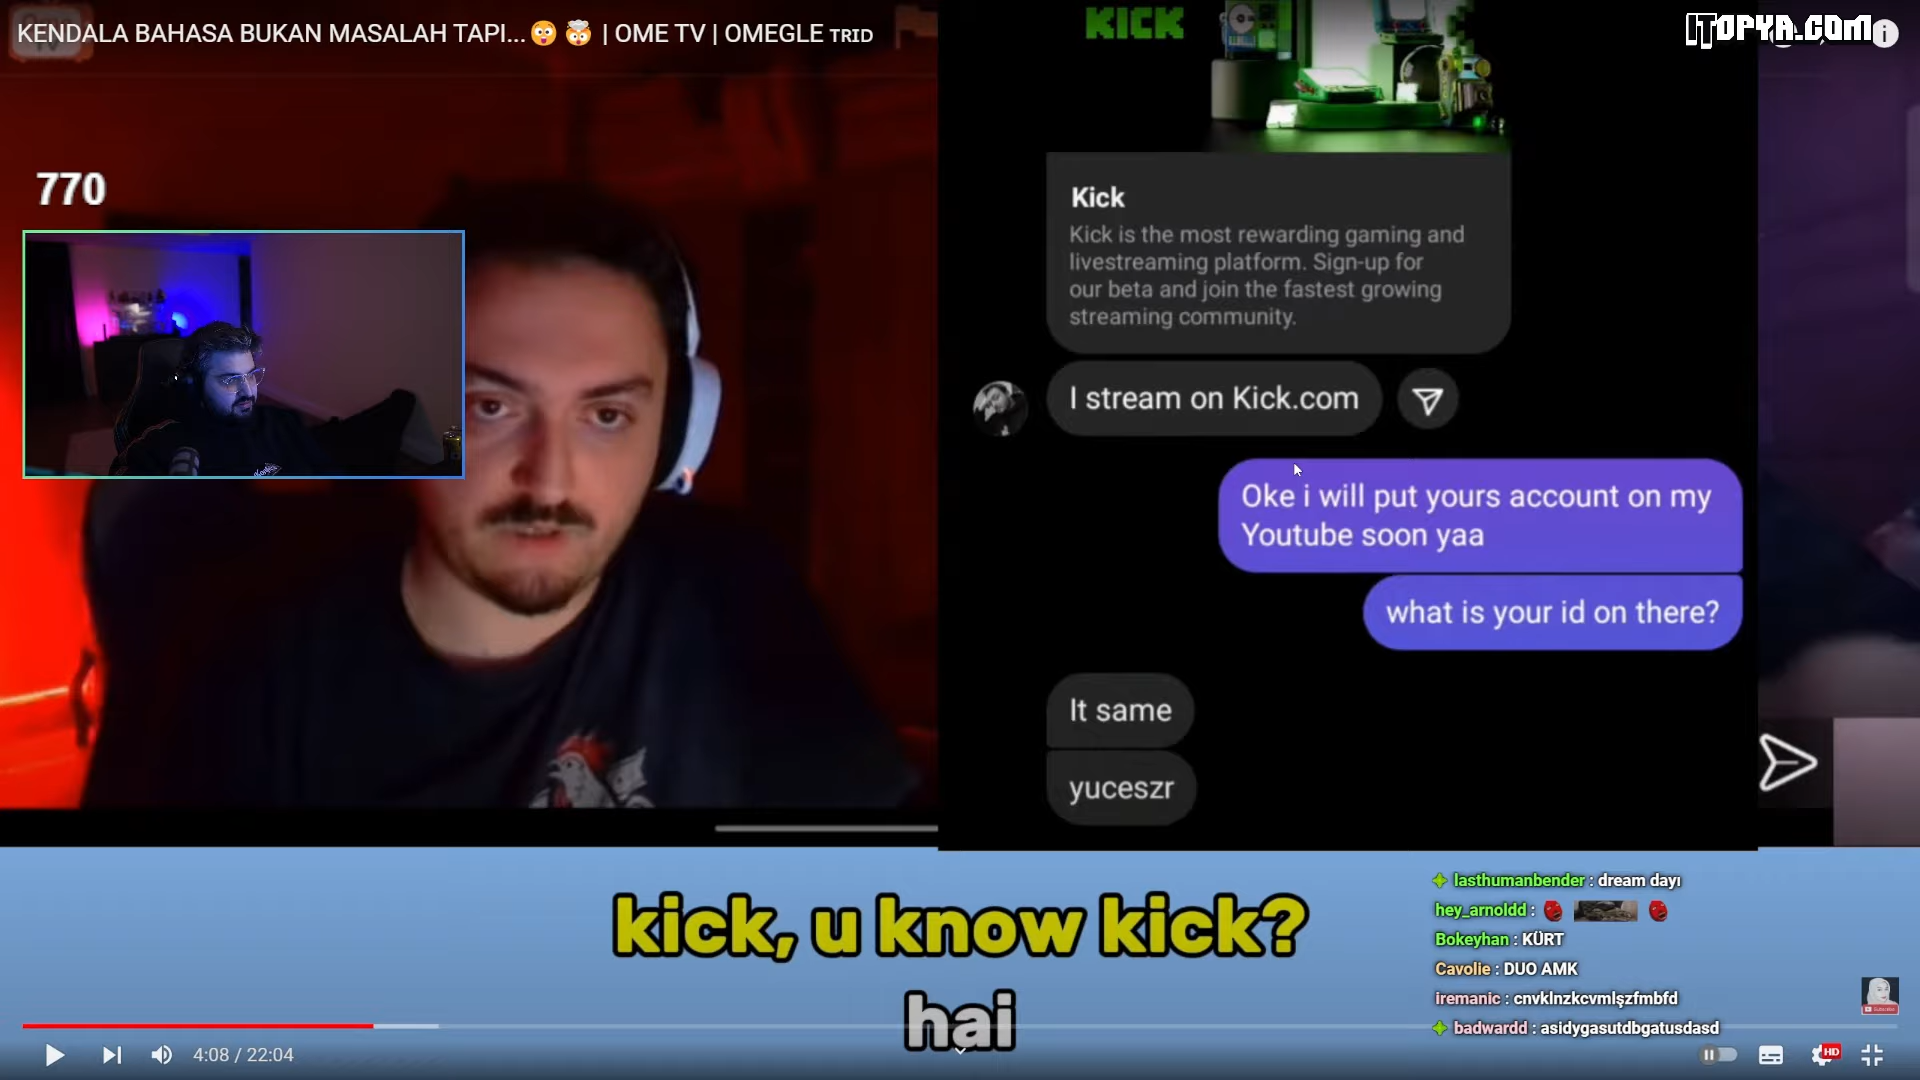 KENDALA BAHASA BUKAN MASALAH TAPI...😳 🤯 | OME TV | OMEGLE TRID
iTOPYA.COM
KICK
770
Kick
Kick is the most rewarding gaming and
livestreaming platform. Sign-up for
our beta and join the fastest growing
streaming community.
I stream on Kick.com
Oke i will put yours account on my
Youtube soon yaa
what is your id on there?
It same
yuceszr
kick, u know kick?
hai
lasthumanbender : dream dayı
hey_arnoldd :
Bokeyhan : KÜRT
Cavolie : DUO AMK
iremanic : cnvklnzkcvmlşzfmbfd
badwardd : asidygasutdbgatusdasd
4:08 / 22:04
HD